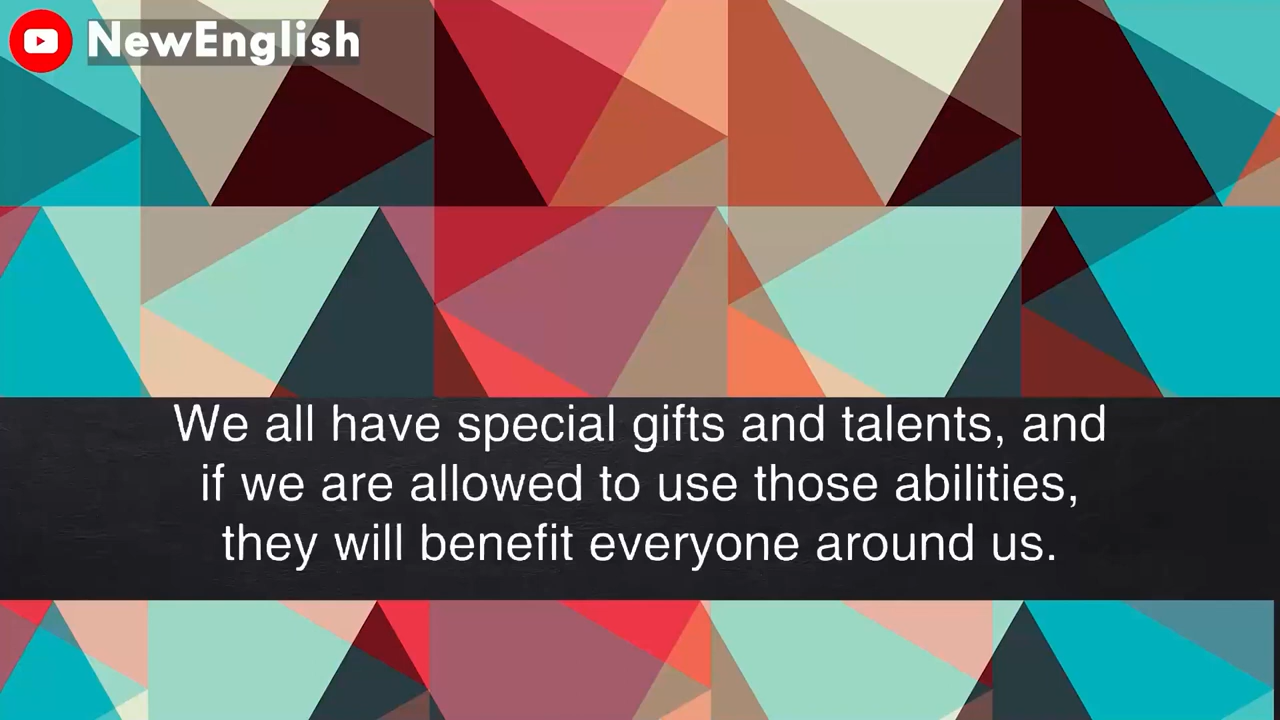 NewEnglish
We all have special gifts and talents, and
if we are allowed to use those abilities,
they will benefit everyone around us.